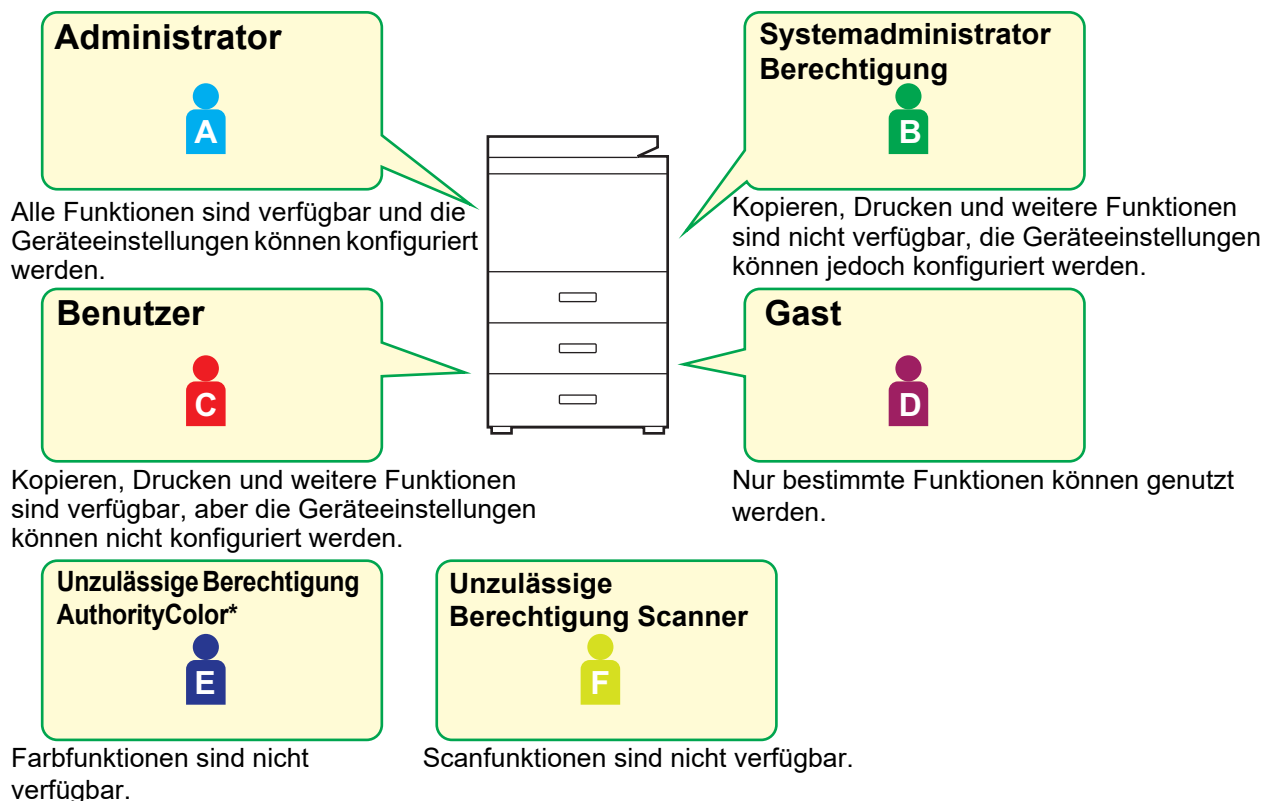 Administrator
A
Alle Funktionen sind verfügbar und die
Geräteeinstellungen können konfiguriert
werden.
Systemadministrator
Berechtigung
B
Kopieren, Drucken und weitere Funktionen
sind nicht verfügbar, die Geräteeinstellungen
können jedoch konfiguriert werden.
Benutzer
C
Kopieren, Drucken und weitere Funktionen
sind verfügbar, aber die Geräteeinstellungen
können nicht konfiguriert werden.
Gast
D
Nur bestimmte Funktionen können genutzt
werden.
Unzulässige Berechtigung
AuthorityColor*
E
Farbfunktionen sind nicht
verfügbar.
Unzulässige
Berechtigung Scanner
F
Scanfunktionen sind nicht verfügbar.